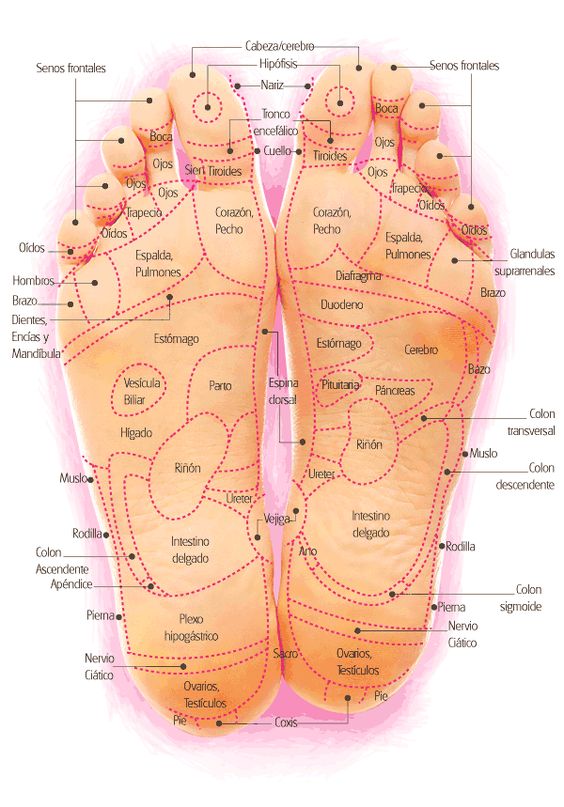 Cabeza/cerebro
Hipófisis
Nariz
Tronco
encefálico
Cuello
Senos frontales
Senos frontales
Boca
Ojos
Sien
Tiroides
Ojos
Ojos
Trapecio
Oídos
Oídos
Corazón,
Pecho
Espalda,
Pulmones
Hombros
Brazo
Dientes,
Encías y
Mandíbula
Estómago
Vesícula
Biliar
Parto
Hígado
Riñón
Ureter
Muslo
Rodilla
Colon
Ascendente
Apéndice
Intestino
delgado
Pierna
Plexo
hipogástrico
Nervio
Ciático
Ovarios,
Testículos
Pie
Espina
dorsal
Vejiga
Sacro
Coxis
Boca
Ojos
Tiroides
Ojos
Trapecio
Oídos
Oídos
Corazón,
Pecho
Espalda,
Pulmones
Glandulas
suprarrenales
Diafragma
Brazo
Duodeno
Estómago
Cerebro
Bazo
Pituitaria
Páncreas
Colon
transversal
Riñón
Muslo
Colon
descendente
Ureter
Intestino
delgado
Ano
Rodilla
Colon
sigmoide
Pierna
Nervio
Ciático
Ovarios,
Testículos
Pie